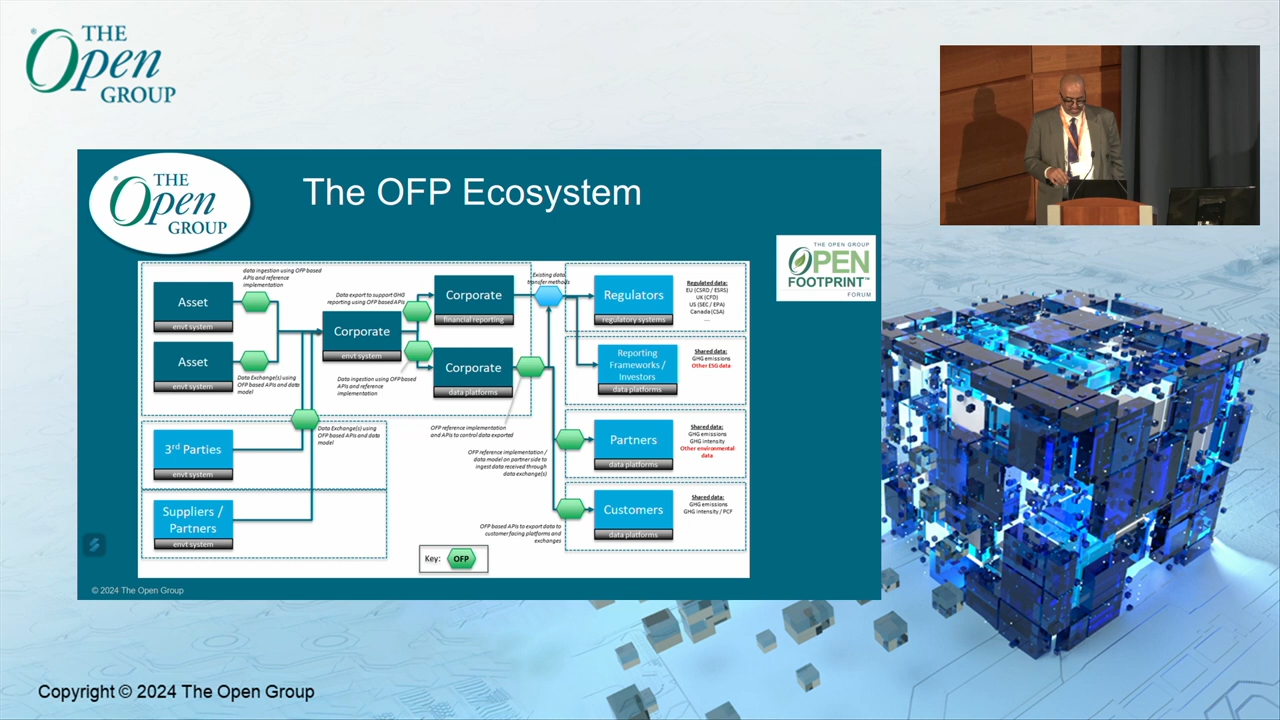 THE
Open
GROUP
THE
Open
GROUP
The OFP Ecosystem
THE OPEN GROUP
OPEN
FOOTPRINT™
FORUM
data ingestion using OFP based
APIs and reference
implementation
Asset
envt system
Asset
envt system
Data Exchange(s) using
OFP based APIs and data
model
Data export to support GHG
reporting using OFP based APIs
Corporate
envt system
Data ingestion using OFP based
APIs and reference
implementation
Corporate
financial reporting
Corporate
data platforms
Existing data
transfer methods
Regulators
regulatory systems
Regulated data:
EU (CSRD / ESRS)
UK (CFD)
US (SEC / EPA)
Canada (CSA)
....
Reporting
Frameworks /
Investors
data platforms
Shared data:
GHG emissions
Other ESG data
3rd Parties
envt system
Data Exchange(s) using
OFP based APIs and data
model
OFP reference implementation
and APIs to control data exported
OFP reference implementation /
data model on partner side to
ingest data received through
data exchange(s)
Partners
data platforms
Shared data:
GHG emissions
GHG intensity
Other environmental
data
Suppliers /
Partners
envt system
OFP based APIs to export data to
customer facing platforms and
exchanges
Customers
data platforms
Shared data:
GHG emissions
GHG intensity / PCF
Key:
OFP
© 2024 The Open Group
Copyright © 2024 The Open Group